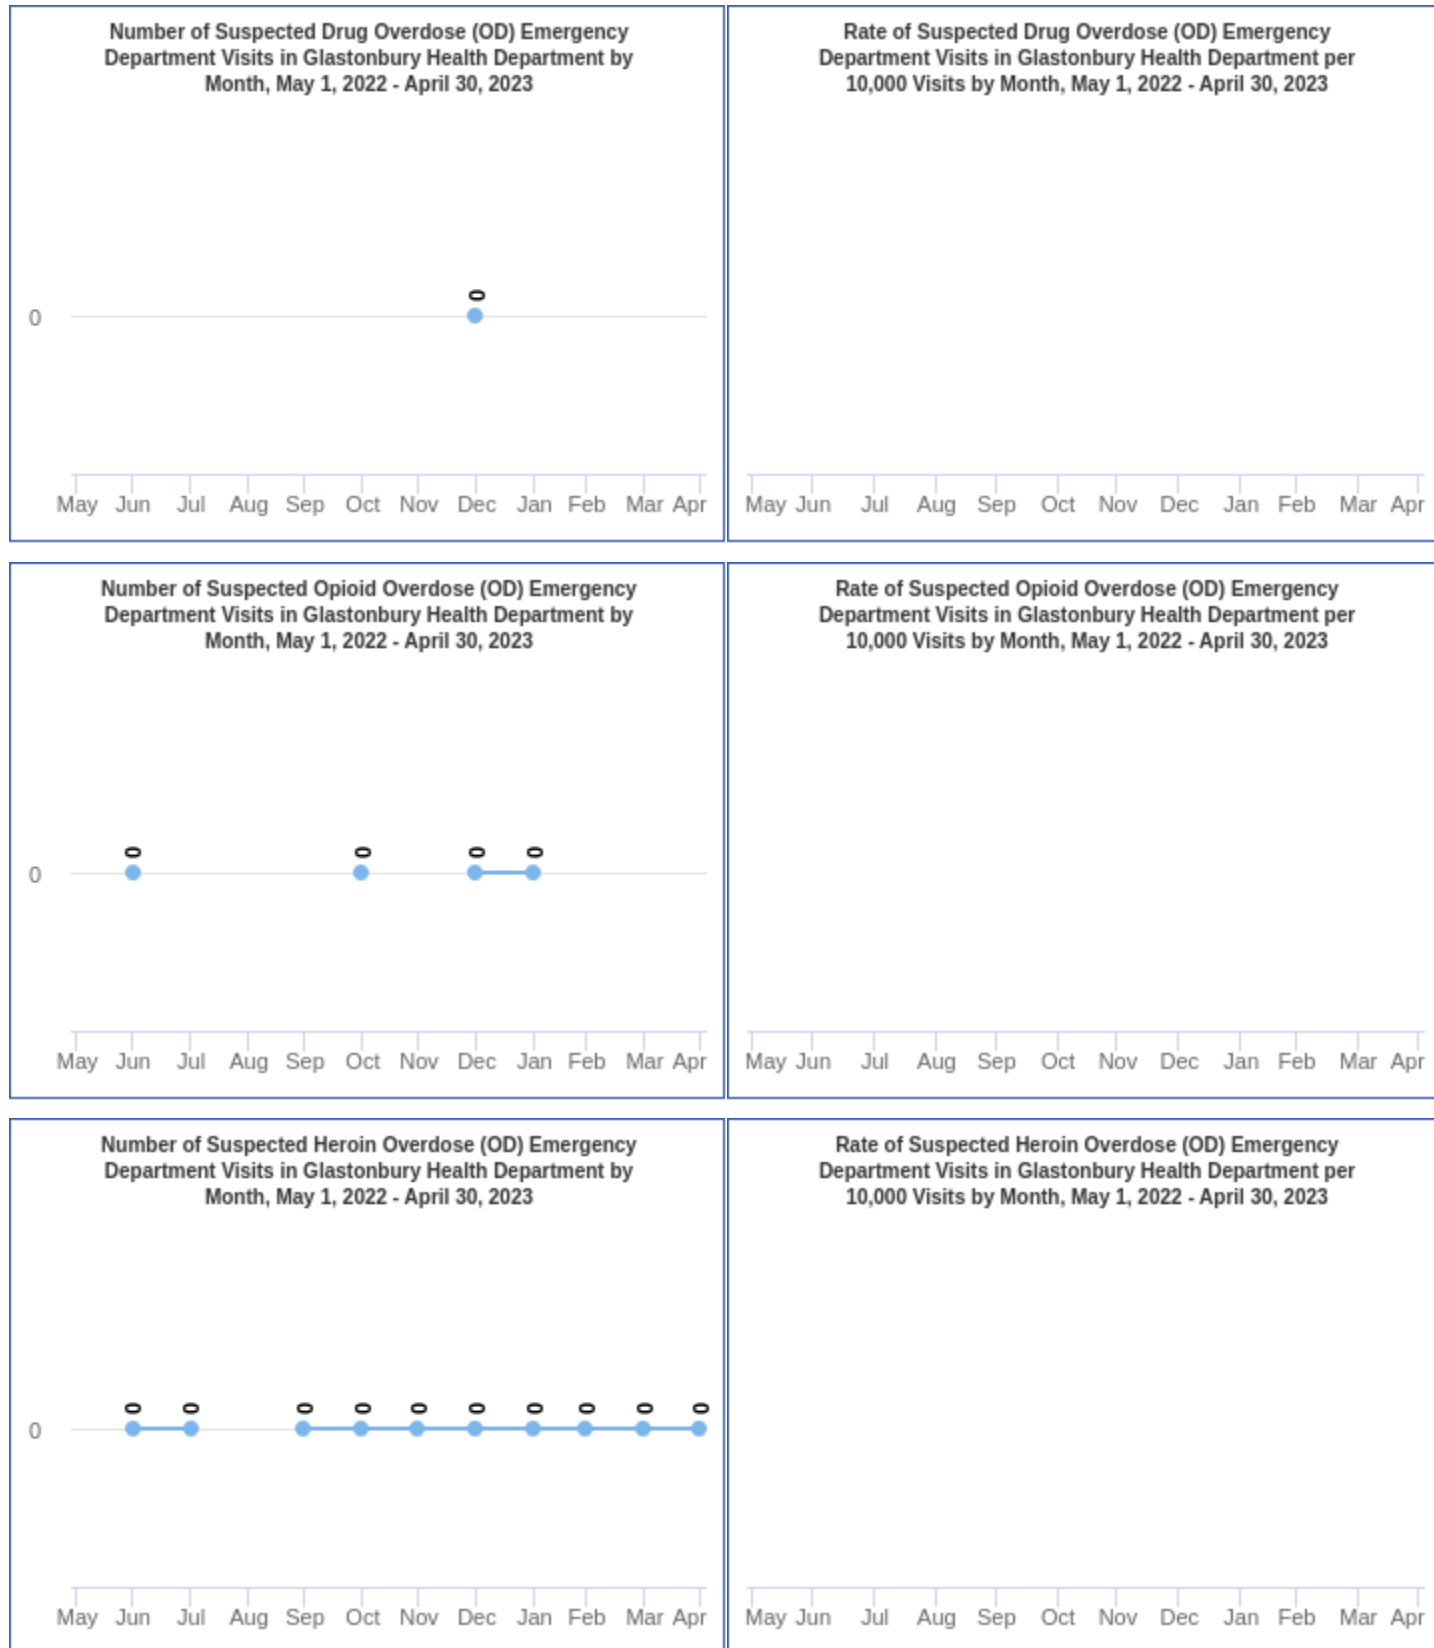 Number of Suspected Drug Overdose (OD) Emergency
Department Visits in Glastonbury Health Department by
Month, May 1, 2022 - April 30, 2023
0
0
May Jun Jul Aug Sep Oct Nov Dec Jan Feb Mar Apr
Rate of Suspected Drug Overdose (OD) Emergency
Department Visits in Glastonbury Health Department per
10,000 Visits by Month, May 1, 2022 - April 30, 2023
May Jun Jul Aug Sep Oct Nov Dec Jan Feb Mar Apr
Number of Suspected Opioid Overdose (OD) Emergency
Department Visits in Glastonbury Health Department by
Month, May 1, 2022 - April 30, 2023
0 0 0 0
0
May Jun Jul Aug Sep Oct Nov Dec Jan Feb Mar Apr
Rate of Suspected Opioid Overdose (OD) Emergency
Department Visits in Glastonbury Health Department per
10,000 Visits by Month, May 1, 2022 - April 30, 2023
May Jun Jul Aug Sep Oct Nov Dec Jan Feb Mar Apr
Number of Suspected Heroin Overdose (OD) Emergency
Department Visits in Glastonbury Health Department by
Month, May 1, 2022 - April 30, 2023
0 0 0 0 0 0 0 0 0 0
0
May Jun Jul Aug Sep Oct Nov Dec Jan Feb Mar Apr
Rate of Suspected Heroin Overdose (OD) Emergency
Department Visits in Glastonbury Health Department per
10,000 Visits by Month, May 1, 2022 - April 30, 2023
May Jun Jul Aug Sep Oct Nov Dec Jan Feb Mar Apr